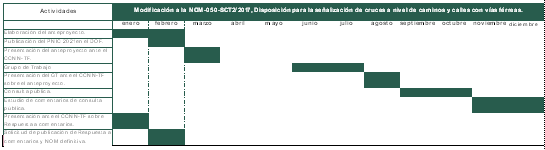 Actividades
Modificación a la NOM-050-SCT2/2017, Disposición para la señalización de cruces a nivel de caminos y calles con vías férreas.
enero febrero marzo abril mayo junio julio agosto septiembre octubre noviembre diciembre
Elaboración del anteproyecto
Publicación del PNIC 2021 en el DOF.
Presentación del anteproyecto ante el
CCNN-TF.
Grupo de Trabajo
Presentación del GT ante el CCNN-TF
sobre el anteproyecto.
Consulta pública.
Estudio de comentarios de consulta
pública.
Presentación ante el CCNN-TF sobre
Respuesta a comentarios.
Solicitud de publicación de Respuesta a
comentarios y NOM definitiva.